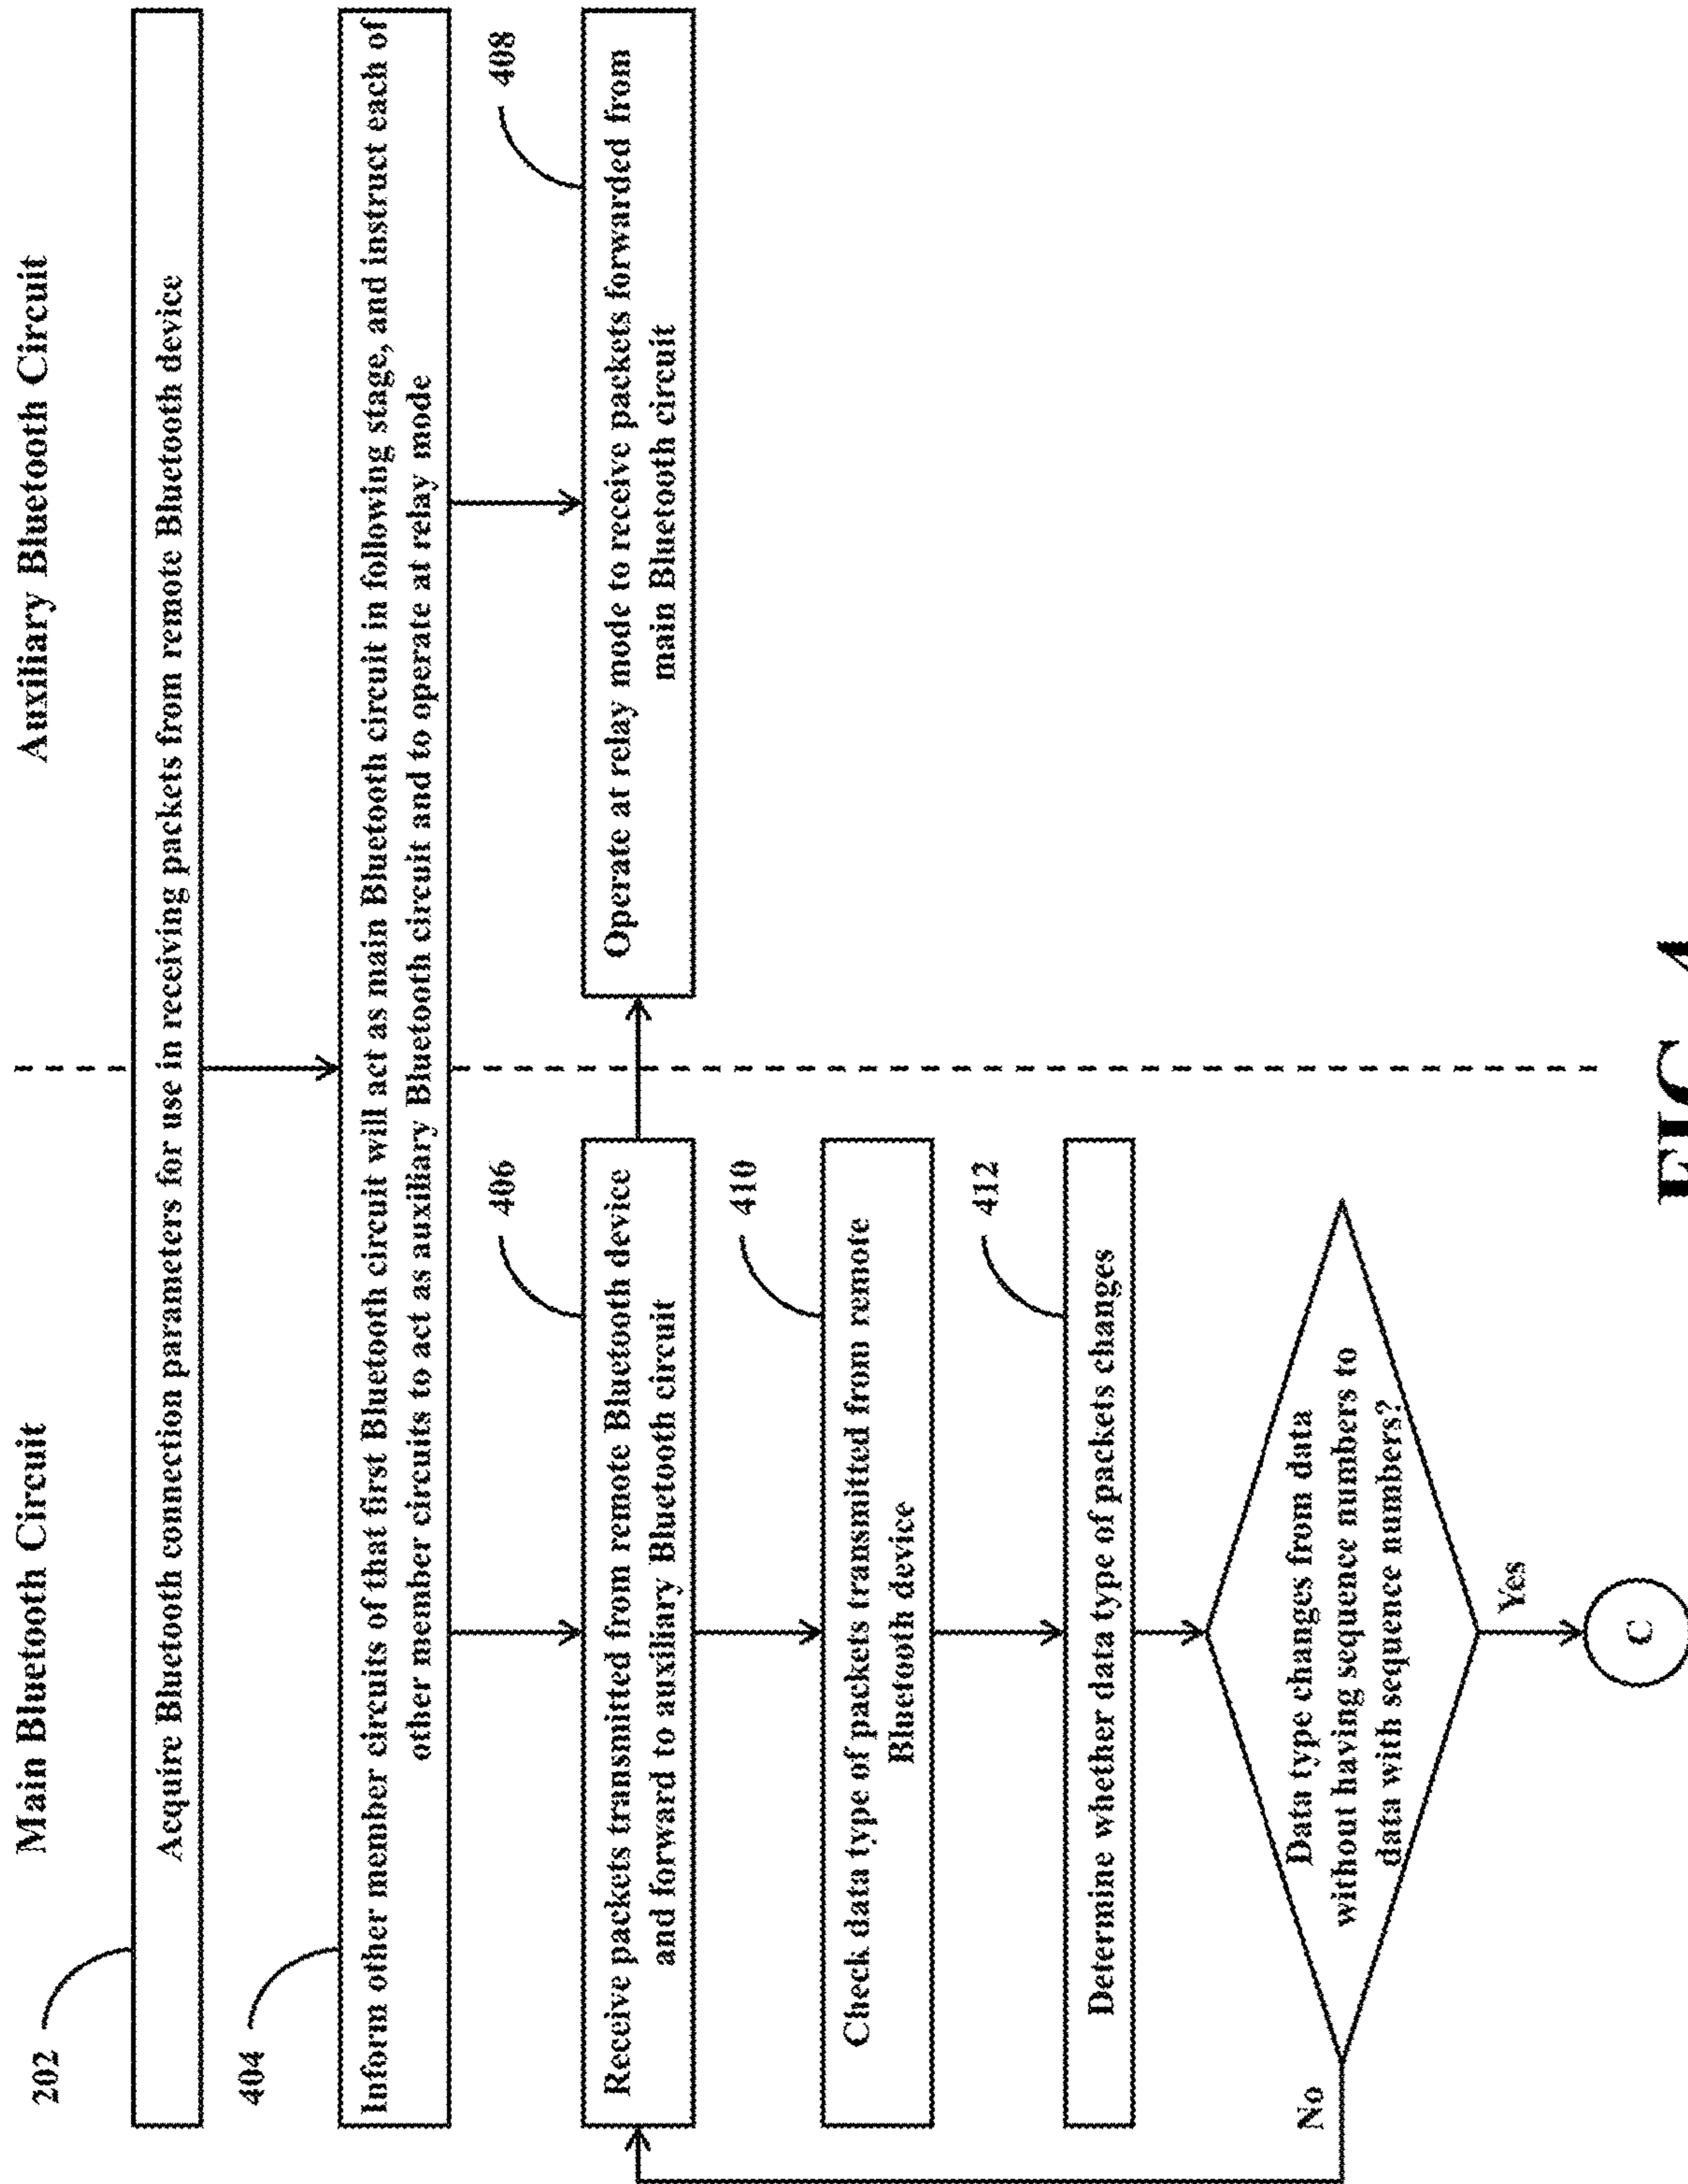 Main Bluetooth Circuit
Auxiliary Bluetooth Circuit
202
Acquire Bluetooth connection parameters for use in receiving packets from remote Bluetooth device
404
Inform other member circuits of that first Bluetooth circuit will act as main Bluetooth circuit in following stage, and instruct each of
other member circuits to act as auxiliary Bluetooth circuit and to operate at relay mode
406
Receive packets transmitted from remote Bluetooth device
and forward to auxiliary Bluetooth circuit
408
Operate at relay mode to receive packets forwarded from
main Bluetooth circuit
410
Check data type of packets transmitted from remote
Bluetooth device
412
Determine whether data type of packets changes
Data type changes from data
without having sequence numbers to
data with sequence numbers?
No
Yes
C
FIG. 4